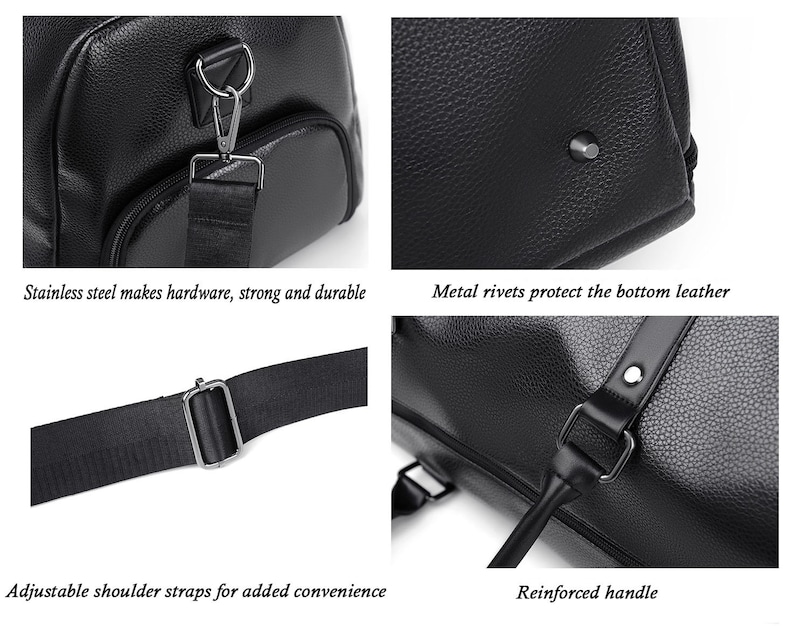 Stainless steel makes hardware, strong and durable
Metal rivets protect the bottom leather
Adjustable shoulder straps for added convenience
Reinforced handle